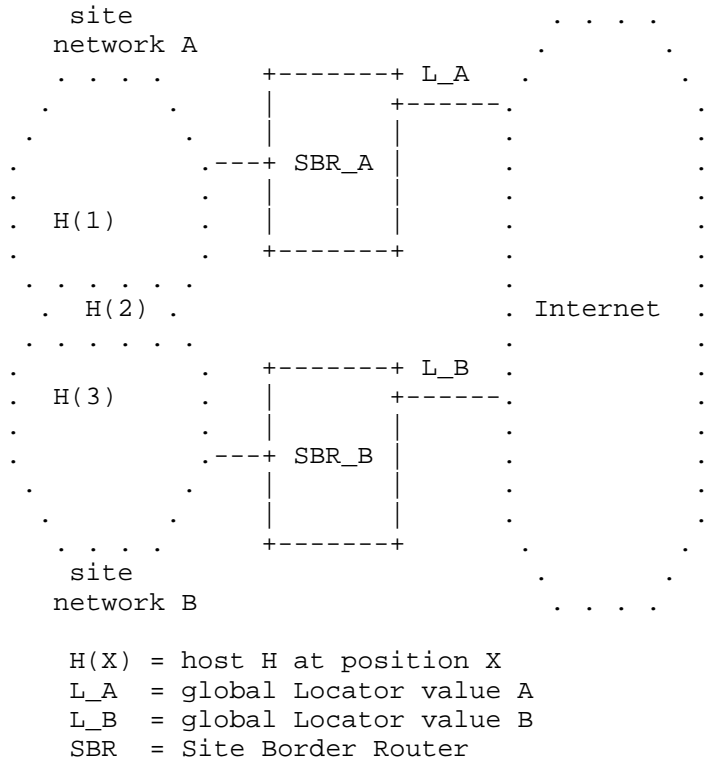 site
network A
L_A
SBR_A
H(1)
H(2)
Internet
L_B
H(3)
SBR_B
site
network B
H(X) = host H at position X
L_A = global Locator value A
L_B = global Locator value B
SBR = Site Border Router